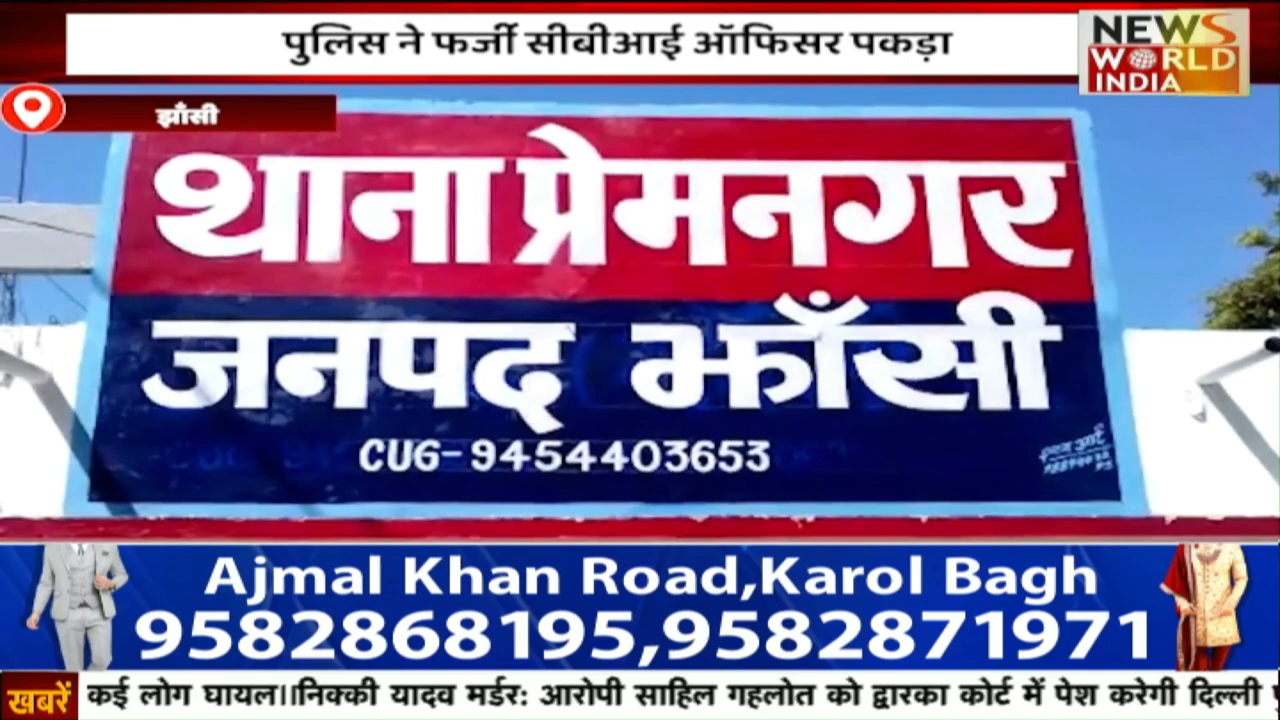 पुलिस ने फर्जी सीबीआई ऑफिसर पकड़ा
NEWS
WORLD
INDIA
झाँसी
थाना प्रेमनगर
जनपद झाँसी
CUG-9454403653
Ajmal Khan Road,Karol Bagh
9582868195,9582871971
खबरें
कई लोग घायल।।निक्की यादव मर्डर: आरोपी साहिल गहलोत को द्वारका कोर्ट में पेश करेगी दिल्ली